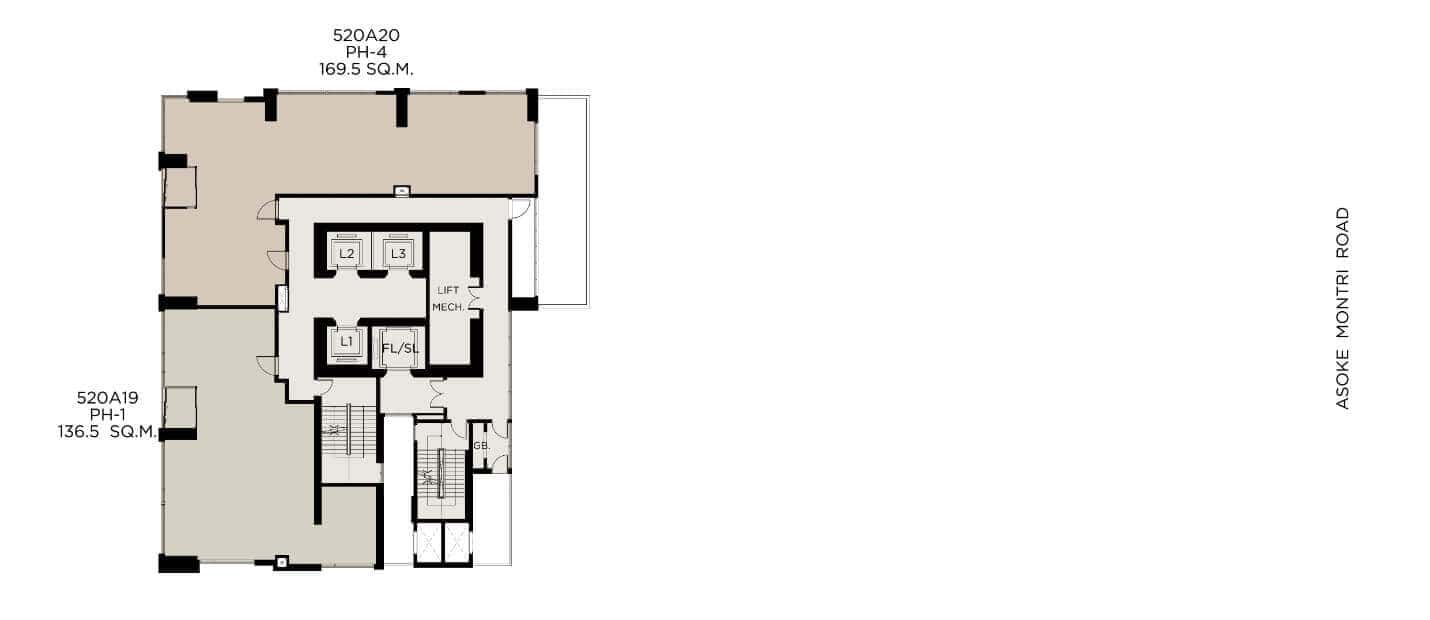 520A20
PH-4
169.5 SQ.M.
L2
L3
LIFT
MECH.
L1
FL/SL
520A19
PH-1
136.5 SQ.M.
GB.
ASOKE MONTRI ROAD